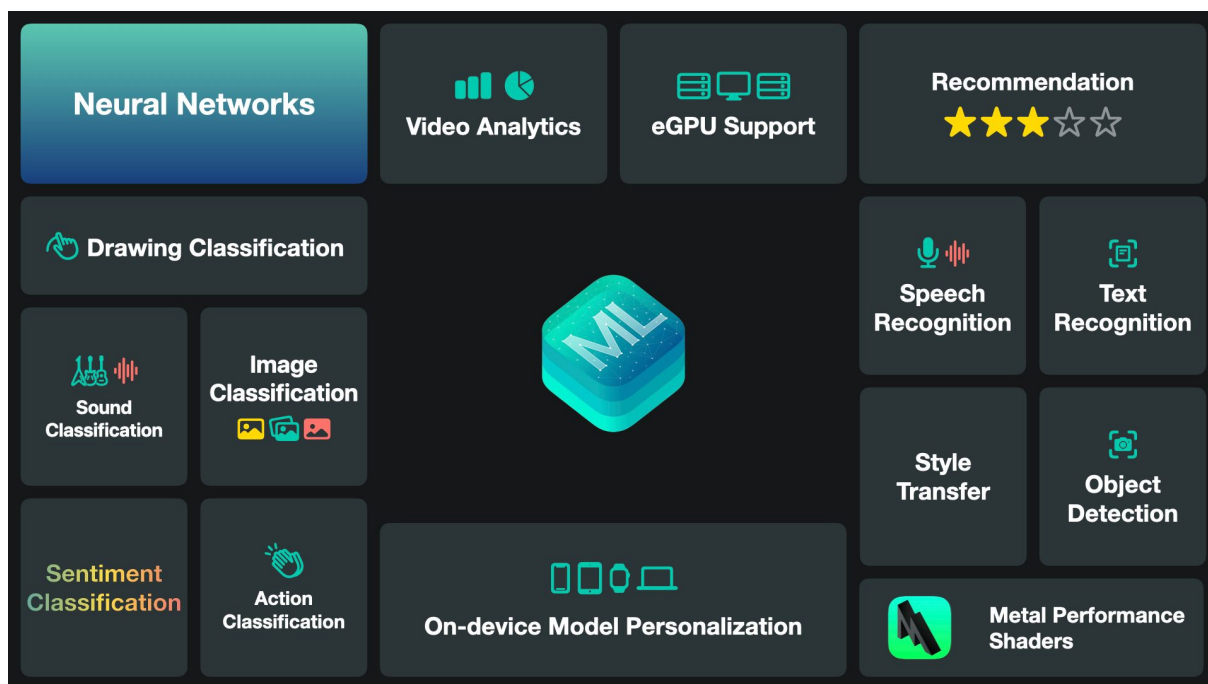 Neural Networks
Video Analytics
eGPU Support
Recommendation
Drawing Classification
Sound
Classification
Image
Classification
ML
Speech
Recognition
Text
Recognition
Style
Transfer
Object
Detection
Sentiment
Classification
Action
Classification
On-device Model Personalization
Metal Performance
Shaders